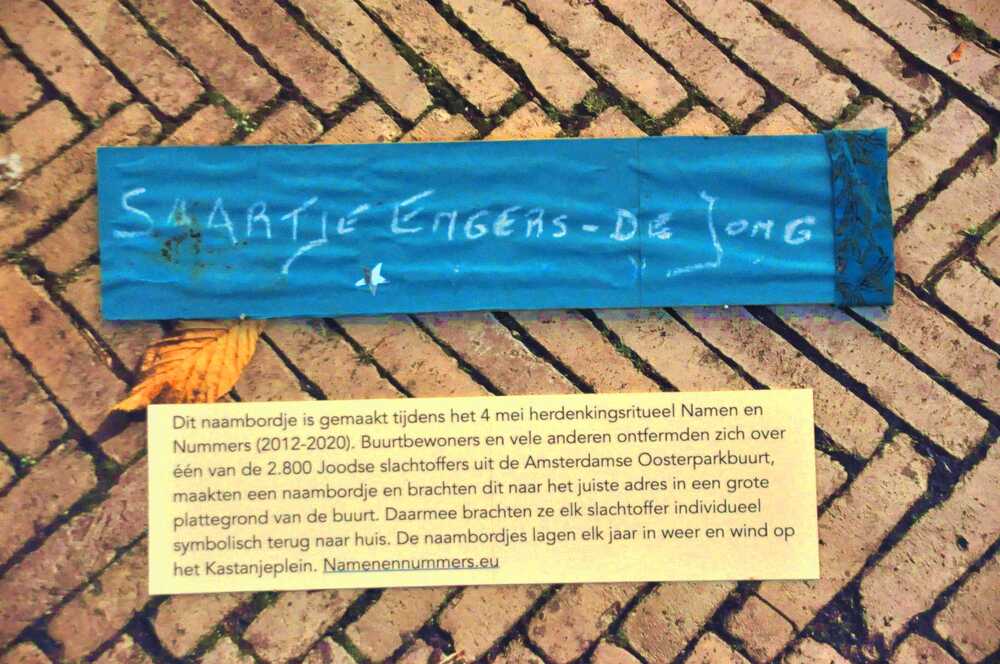 SAARTJE ENGERS-DE JONG
Dit naambordje is gemaakt tijdens het 4 mei herdenkingsritueel Namen en
Nummers (2012-2020). Buurtbewoners en vele anderen ontfermden zich over
één van de 2.800 Joodse slachtoffers uit de Amsterdamse Oosterparkbuurt,
maakten een naambordje en brachten dit naar het juiste adres in een grote
plattegrond van de buurt. Daarmee brachten ze elk slachtoffer individueel
symbolisch terug naar huis. De naambordjes lagen elk jaar in weer en wind op
het Kastanjeplein. Namenennummers.eu